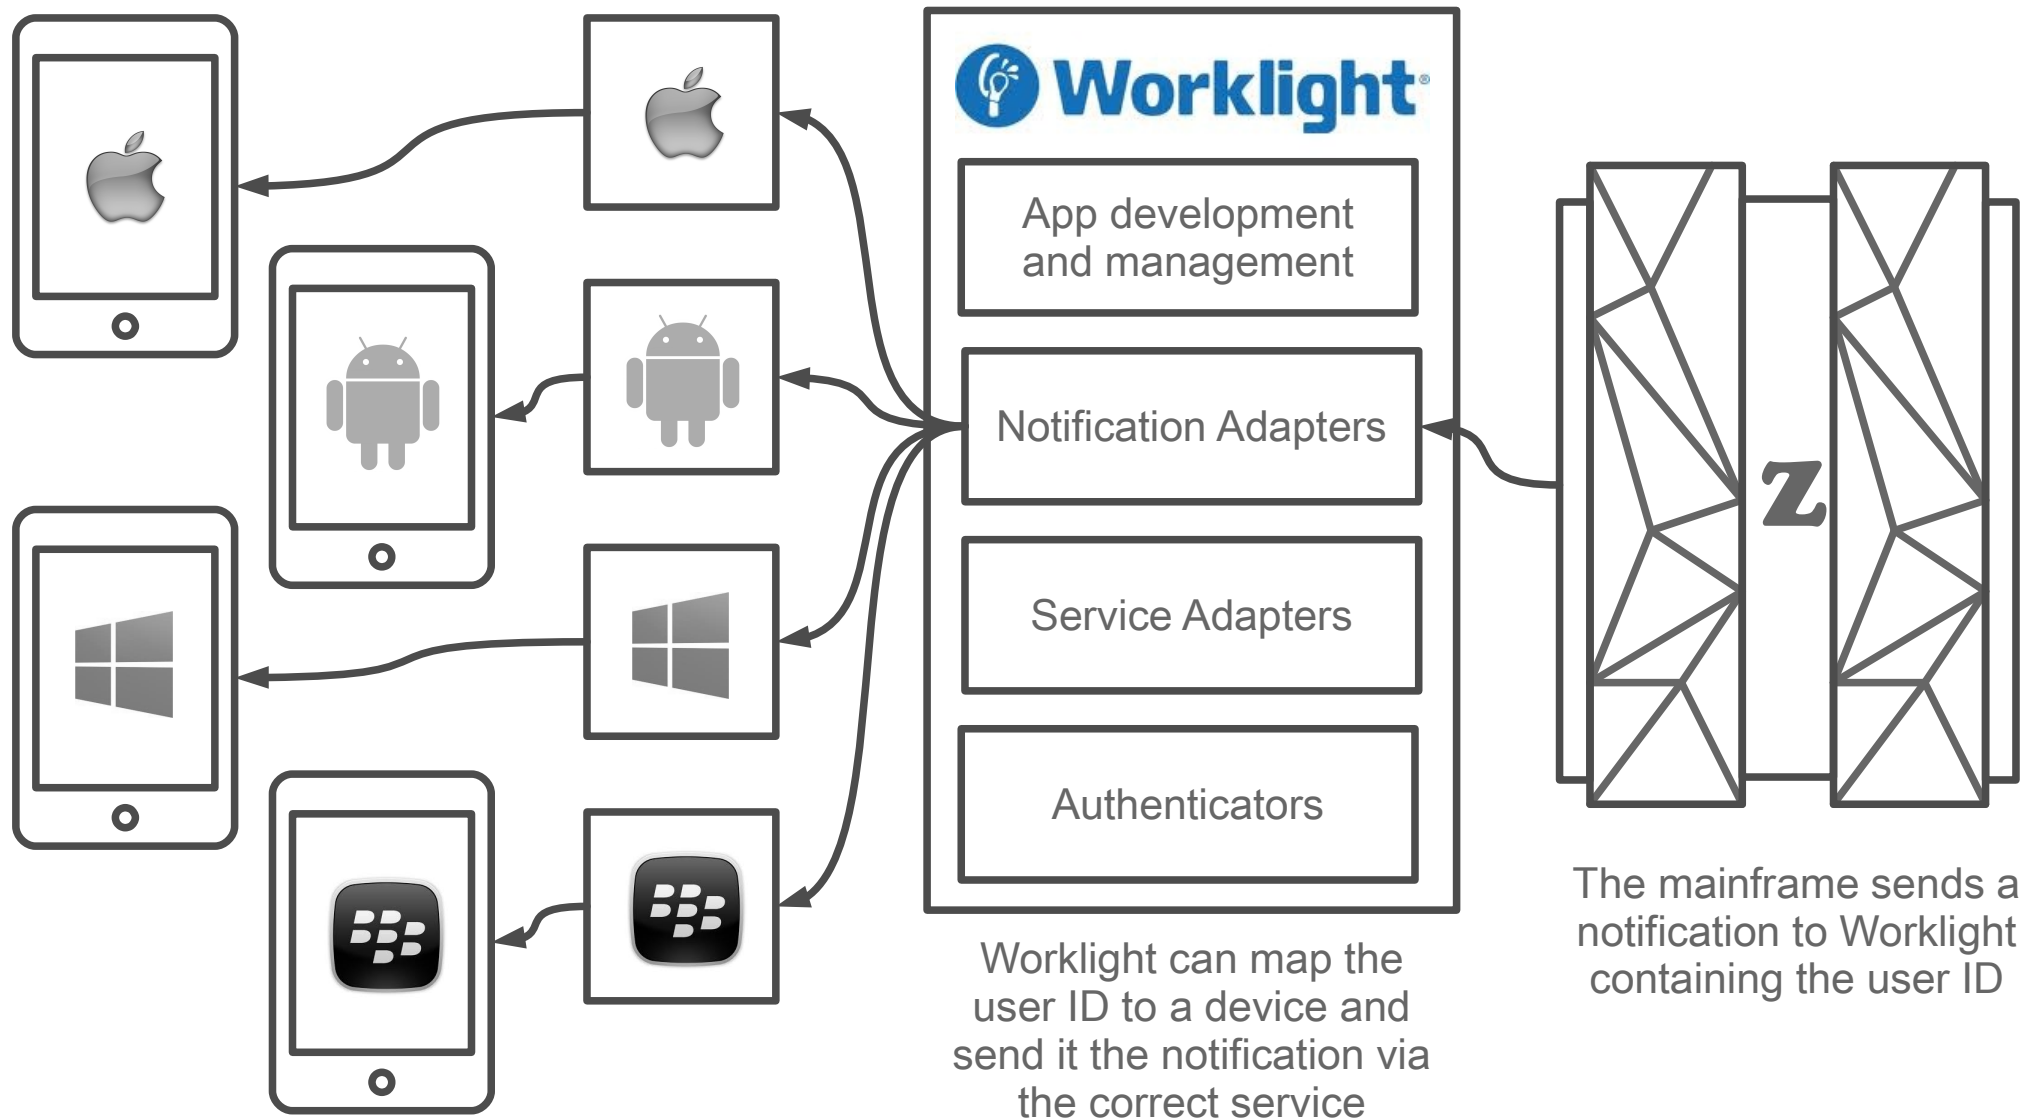 Worklight®
App development
and management
Notification Adapters
Service Adapters
Authenticators
Worklight can map the
user ID to a device and
send it the notification via
the correct service
z
The mainframe sends a
notification to Worklight
containing the user ID